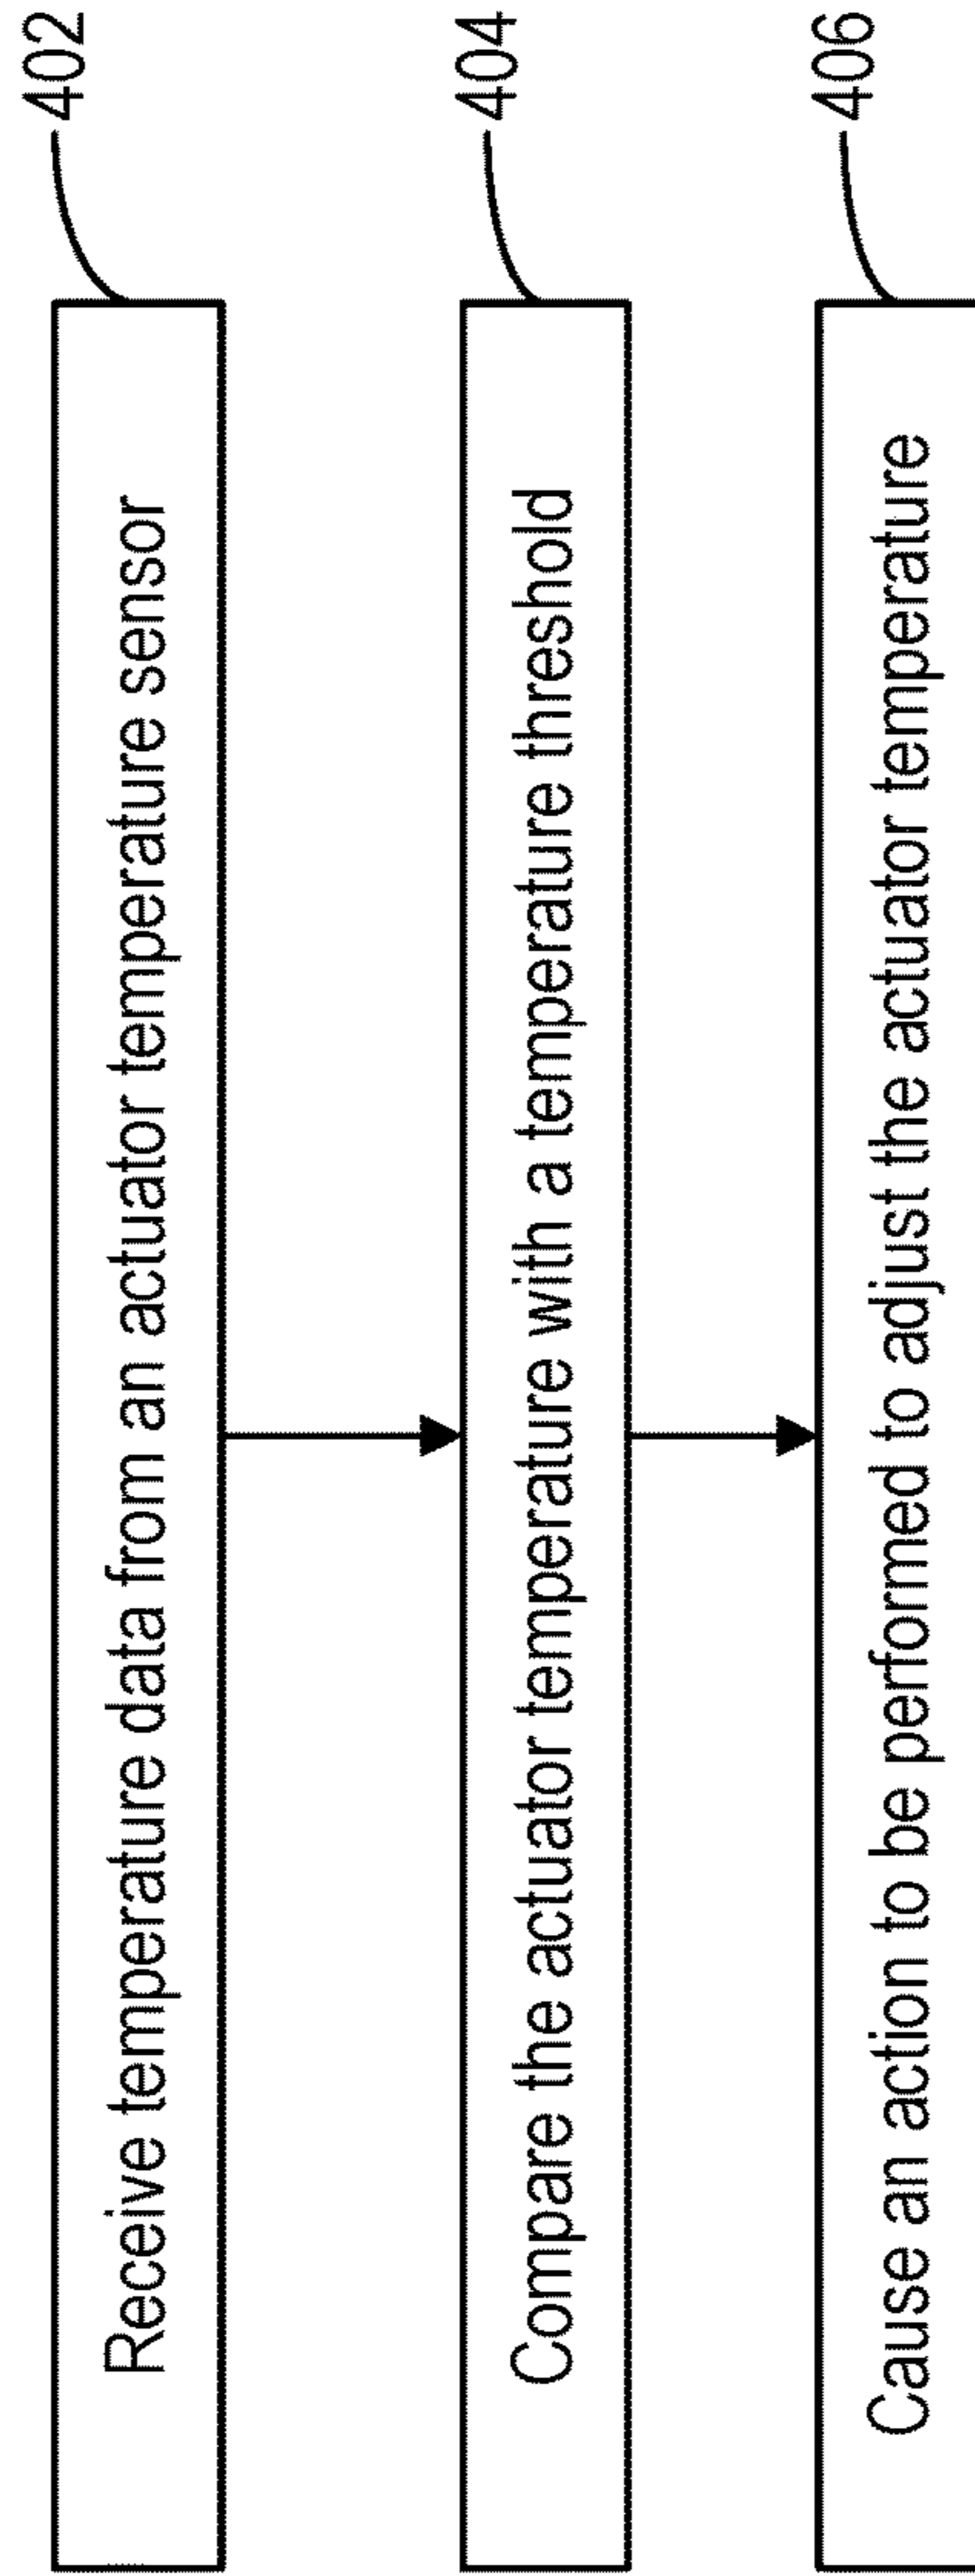 402
Receive temperature data from an actuator temperature sensor
404
Compare the actuator temperature with a temperature threshold
406
Cause an action to be performed to adjust the actuator temperature